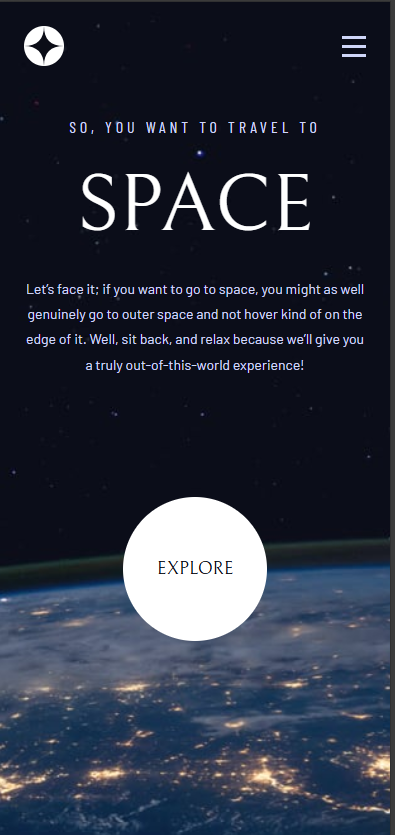 SO, YOU WANT TO TRAVEL TO
SPACE
Let’s face it; if you want to go to space, you might as well
genuinely go to outer space and not hover kind of on the
edge of it. Well, sit back, and relax because we’ll give you
a truly out-of-this-world experience!
EXPLORE